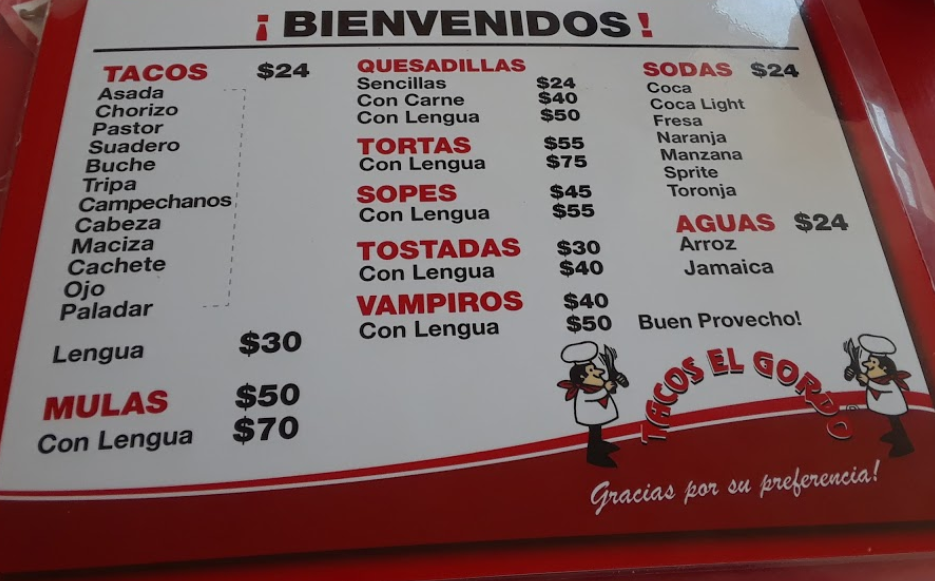 ¡BIENVENIDOS!
TACOS $24
Asada
Chorizo
Pastor
Suadero
Buche
Tripa
Campechanos
Cabeza
Maciza
Cachete
Ojo
Paladar
Lengua $30
MULAS $50
Con Lengua $70
QUESADILLAS
Sencillas $24
Con Carne $40
Con Lengua $50
TORTAS $55
Con Lengua $75
SOPES $45
Con Lengua $55
TOSTADAS $30
Con Lengua $40
VAMPIROS $40
Con Lengua $50
SODAS $24
Coca
Coca Light
Fresa
Naranja
Manzana
Sprite
Toronja
AGUAS $24
Arroz
Jamaica
Buen Provecho!
TACOS EL GORDO
Gracias por su preferencia!